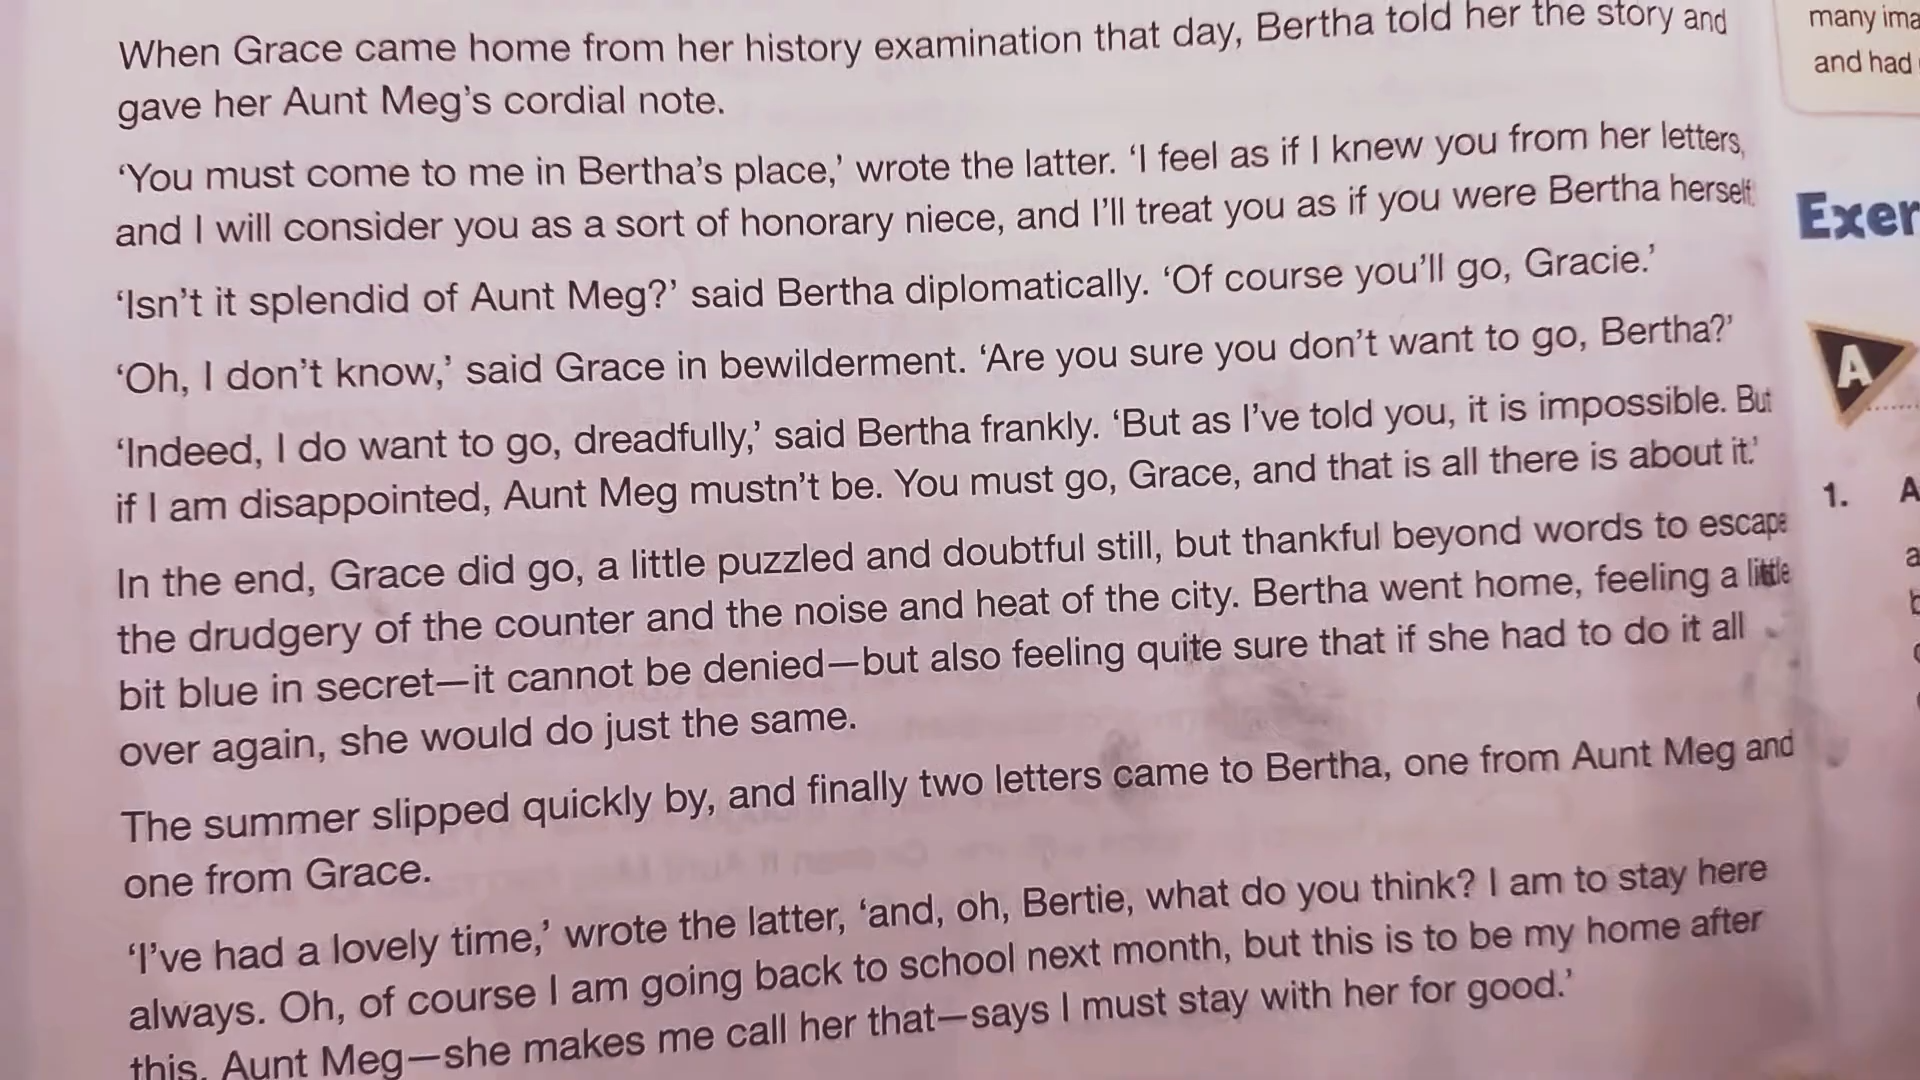 When Grace came home from her history examination that day, Bertha told her the story and
gave her Aunt Meg's cordial note.
'You must come to me in Bertha's place,' wrote the latter. 'I feel as if I knew you from her letters,
and I will consider you as a sort of honorary niece, and I'll treat you as if you were Bertha herself.
'Isn't it splendid of Aunt Meg?' said Bertha diplomatically. 'Of course you'll go, Gracie.'
'Oh, I don't know,' said Grace in bewilderment. 'Are you sure you don't want to go, Bertha?'
'Indeed, I do want to go, dreadfully,' said Bertha frankly. 'But as I've told you, it is impossible. But
if I am disappointed, Aunt Meg mustn't be. You must go, Grace, and that is all there is about it.'
In the end, Grace did go, a little puzzled and doubtful still, but thankful beyond words to escape
the drudgery of the counter and the noise and heat of the city. Bertha went home, feeling a little
bit blue in secret—it cannot be denied—but also feeling quite sure that if she had to do it all
over again, she would do just the same.
The summer slipped quickly by, and finally two letters came to Bertha, one from Aunt Meg and
one from Grace.
'I've had a lovely time,' wrote the latter, 'and, oh, Bertie, what do you think? I am to stay here
always. Oh, of course I am going back to school next month, but this is to be my home after
this. Aunt Meg—she makes me call her that—says I must stay with her for good.'
many ima
and had
Exer
A
1. A